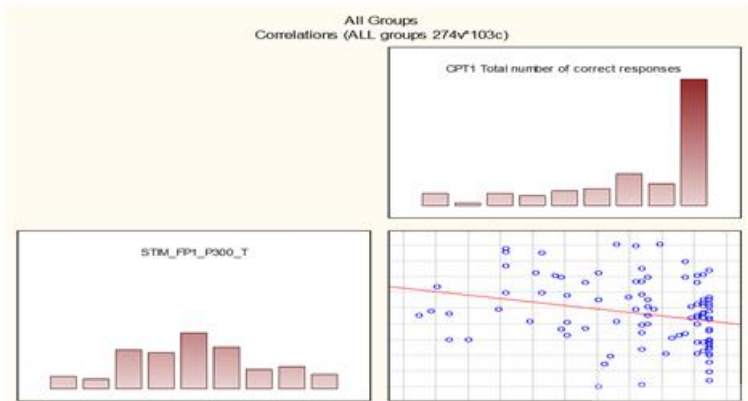 All Groups
Correlations (ALL groups 274v*103c)
CPT1 Total number of correct responses
STIM_FP1_P300_T